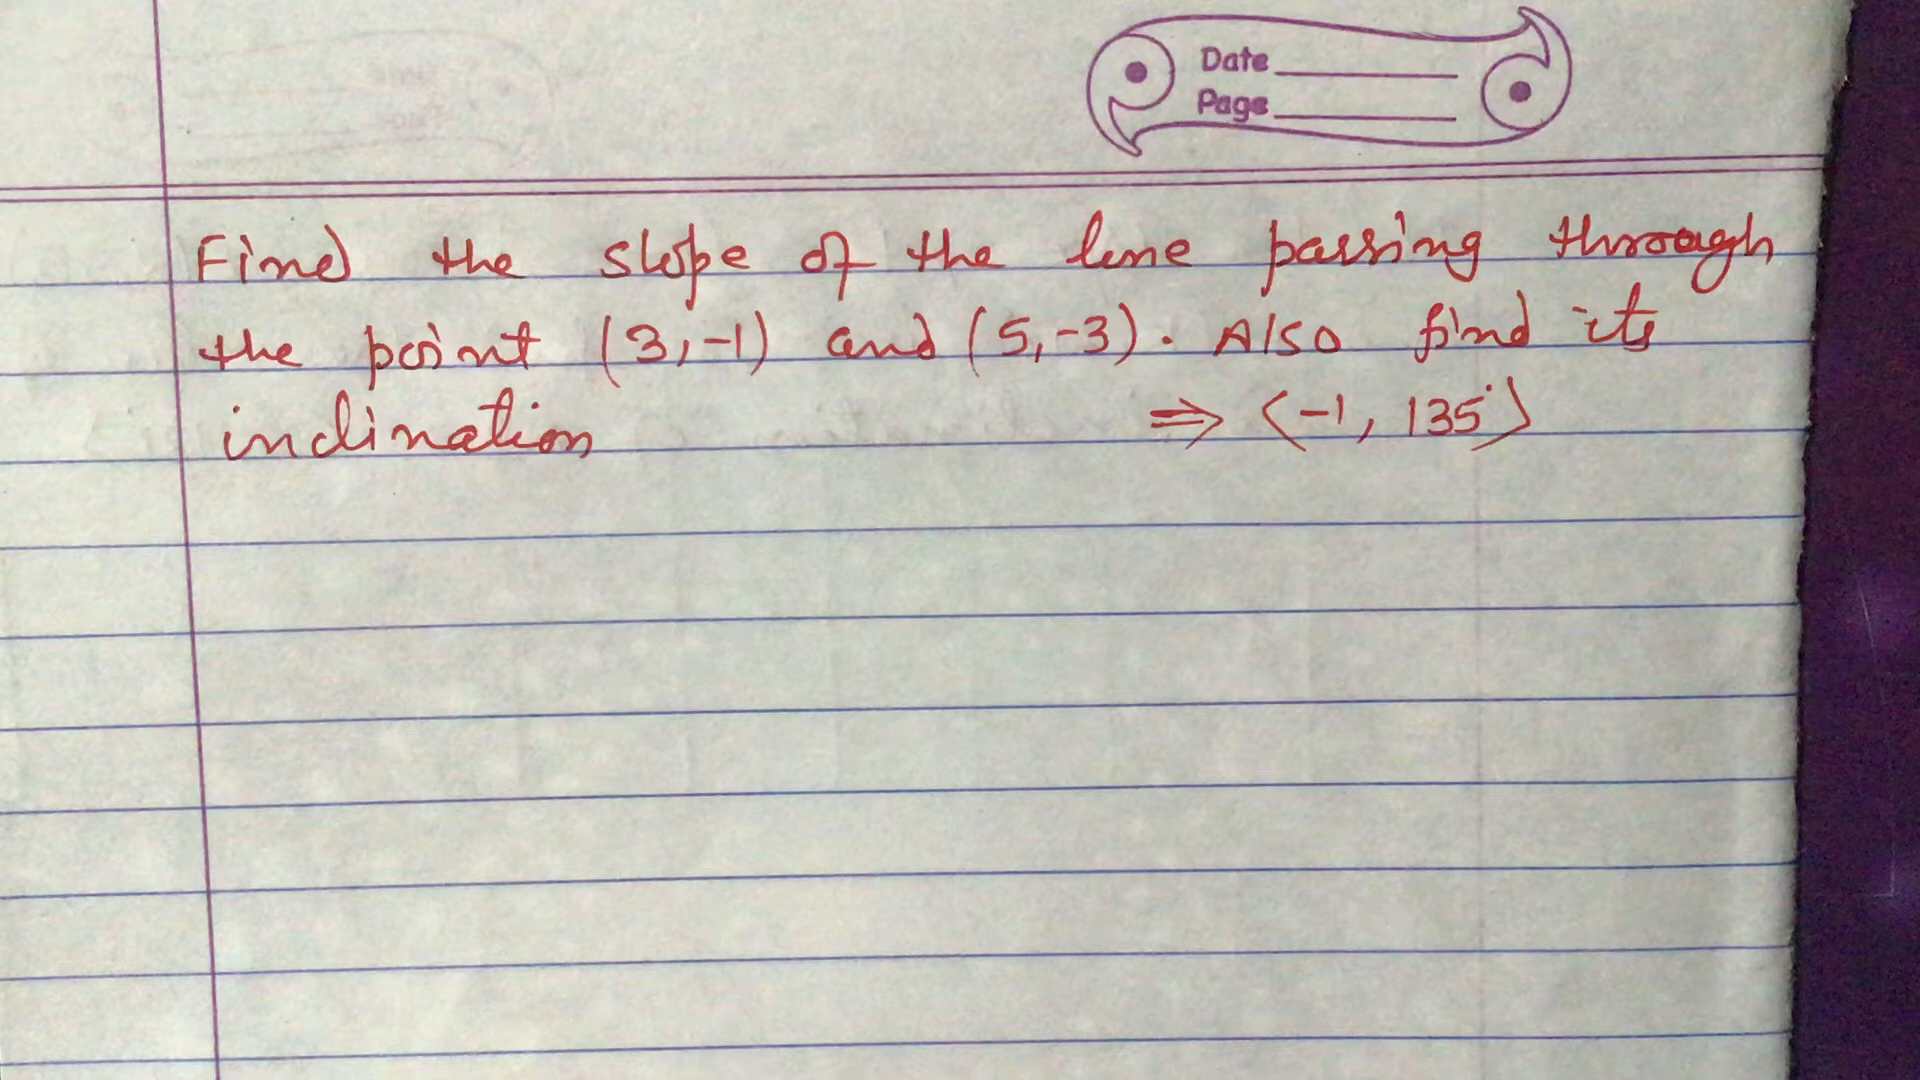 Date
Page
Find the slope of the line passing through
the point (3,-1) and (5,-3). Also find its
inclination ⇒ (-1, 135°)